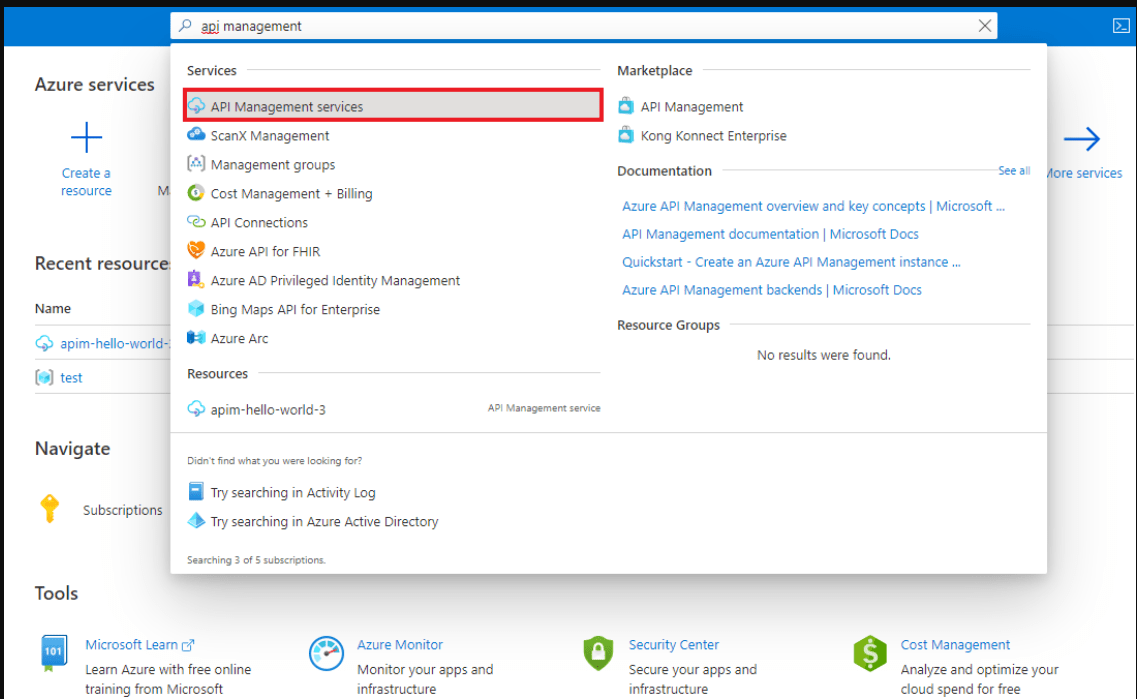 api management
Azure services
Create a
resource
M
More services
Recent resources
Name
apim-hello-world-
test
Navigate
Subscriptions
Services
API Management services
ScanX Management
Management groups
Cost Management + Billing
API Connections
Azure API for FHIR
Azure AD Privileged Identity Management
Bing Maps API for Enterprise
Azure Arc
Resources
apim-hello-world-3
API Management service
Marketplace
API Management
Kong Konnect Enterprise
Documentation
See all
Azure API Management overview and key concepts | Microsoft ...
API Management documentation | Microsoft Docs
Quickstart - Create an Azure API Management instance ...
Azure API Management backends | Microsoft Docs
Resource Groups
No results were found.
Didn't find what you were looking for?
Try searching in Activity Log
Try searching in Azure Active Directory
Searching 3 of 5 subscriptions.
Tools
101
Microsoft Learn
Learn Azure with free online
training from Microsoft
Azure Monitor
Monitor your apps and
infrastructure
Security Center
Secure your apps and
infrastructure
Cost Management
Analyze and optimize your
cloud spend for free